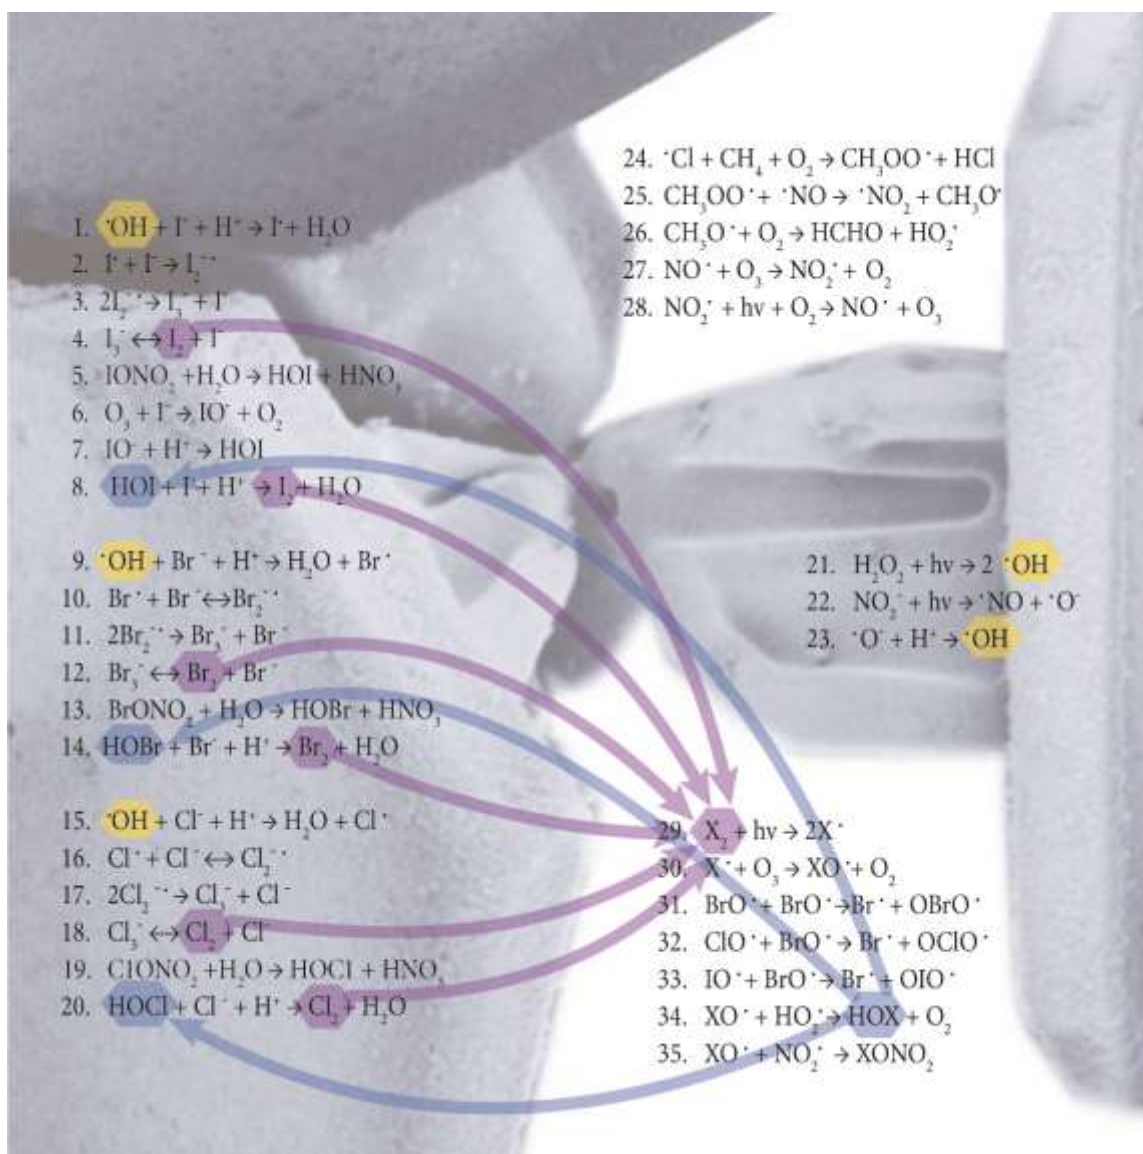 1. ˙OH + I⁻ + H⁺ → I˙ + H₂O
2. I˙ + I⁻ → I₂⁻˙
3. 2I₂⁻˙ → I₃⁻ + I⁻
4. I₃⁻ ↔ I₂ + I⁻
5. IONO₂ + H₂O → HOI + HNO₃
6. O₃ + I⁻ → IO⁻ + O₂
7. IO⁻ + H⁺ → HOI
8. HOI + I⁻ + H⁺ → I₂ + H₂O
9. ˙OH + Br⁻ + H⁺ → H₂O + Br˙
10. Br˙ + Br⁻ ↔ Br₂⁻˙
11. 2Br₂⁻˙ → Br₃⁻ + Br⁻
12. Br₃⁻ ↔ Br₂ + Br⁻
13. BrONO₂ + H₂O → HOBr + HNO₃
14. HOBr + Br⁻ + H⁺ → Br₂ + H₂O
15. ˙OH + Cl⁻ + H⁺ → H₂O + Cl˙
16. Cl˙ + Cl⁻ ↔ Cl₂⁻˙
17. 2Cl₂⁻˙ → Cl₃⁻ + Cl⁻
18. Cl₃⁻ ↔ Cl₂ + Cl⁻
19. ClONO₂ + H₂O → HOCl + HNO₃
20. HOCl + Cl⁻ + H⁺ → Cl₂ + H₂O
21. H₂O₂ + hv → 2 ˙OH
22. NO₂⁻ + hv → ˙NO + ˙O⁻
23. ˙O⁻ + H⁺ → ˙OH
24. ˙Cl + CH₄ + O₂ → CH₃OO˙ + HCl
25. CH₃OO˙ + ˙NO → ˙NO₂ + CH₃O˙
26. CH₃O˙ + O₂ → HCHO + HO₂˙
27. NO˙ + O₃ → NO₂˙ + O₂
28. NO₂˙ + hv + O₂ → NO˙ + O₃
29. X₂ + hv → 2X˙
30. X˙ + O₃ → XO˙ + O₂
31. BrO˙ + BrO˙ → Br˙ + OBrO˙
32. ClO˙ + BrO˙ → Br˙ + OClO˙
33. IO˙ + BrO˙ → Br˙ + OIO˙
34. XO˙ + HO₂˙ → HOX + O₂
35. XO˙ + NO₂˙ → XONO₂